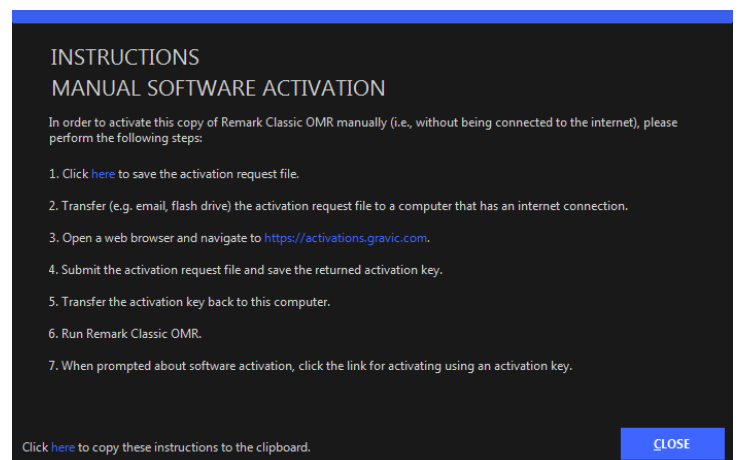 INSTRUCTIONS
MANUAL SOFTWARE ACTIVATION
In order to activate this copy of Remark Classic OMR manually (i.e., without being connected to the internet), please
perform the following steps:
1. Click here to save the activation request file.
2. Transfer (e.g. email, flash drive) the activation request file to a computer that has an internet connection.
3. Open a web browser and navigate to https://activations.gravic.com.
4. Submit the activation request file and save the returned activation key.
5. Transfer the activation key back to this computer.
6. Run Remark Classic OMR.
7. When prompted about software activation, click the link for activating using an activation key.
Click here to copy these instructions to the clipboard.
CLOSE